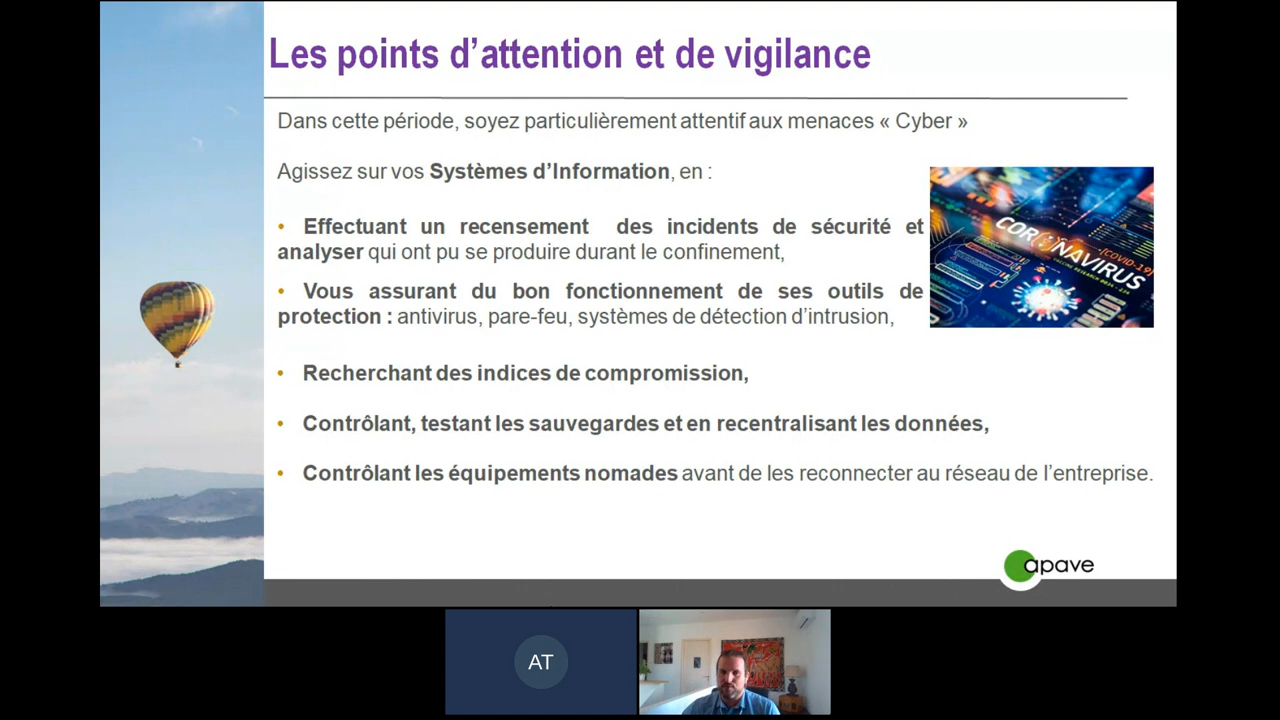 Les points d’attention et de vigilance
Dans cette période, soyez particulièrement attentif aux menaces « Cyber »
Agissez sur vos Systèmes d’Information, en :
• Effectuant un recensement des incidents de sécurité et
analyser qui ont pu se produire durant le confinement,
• Vous assurant du bon fonctionnement de ses outils de
protection : antivirus, pare-feu, systèmes de détection d’intrusion,
• Recherchant des indices de compromission,
• Contrôlant, testant les sauvegardes et en recentralisant les données,
• Contrôlant les équipements nomades avant de les reconnecter au réseau de l’entreprise.
CORONAVIRUS
(COVID-19)
apave
AT